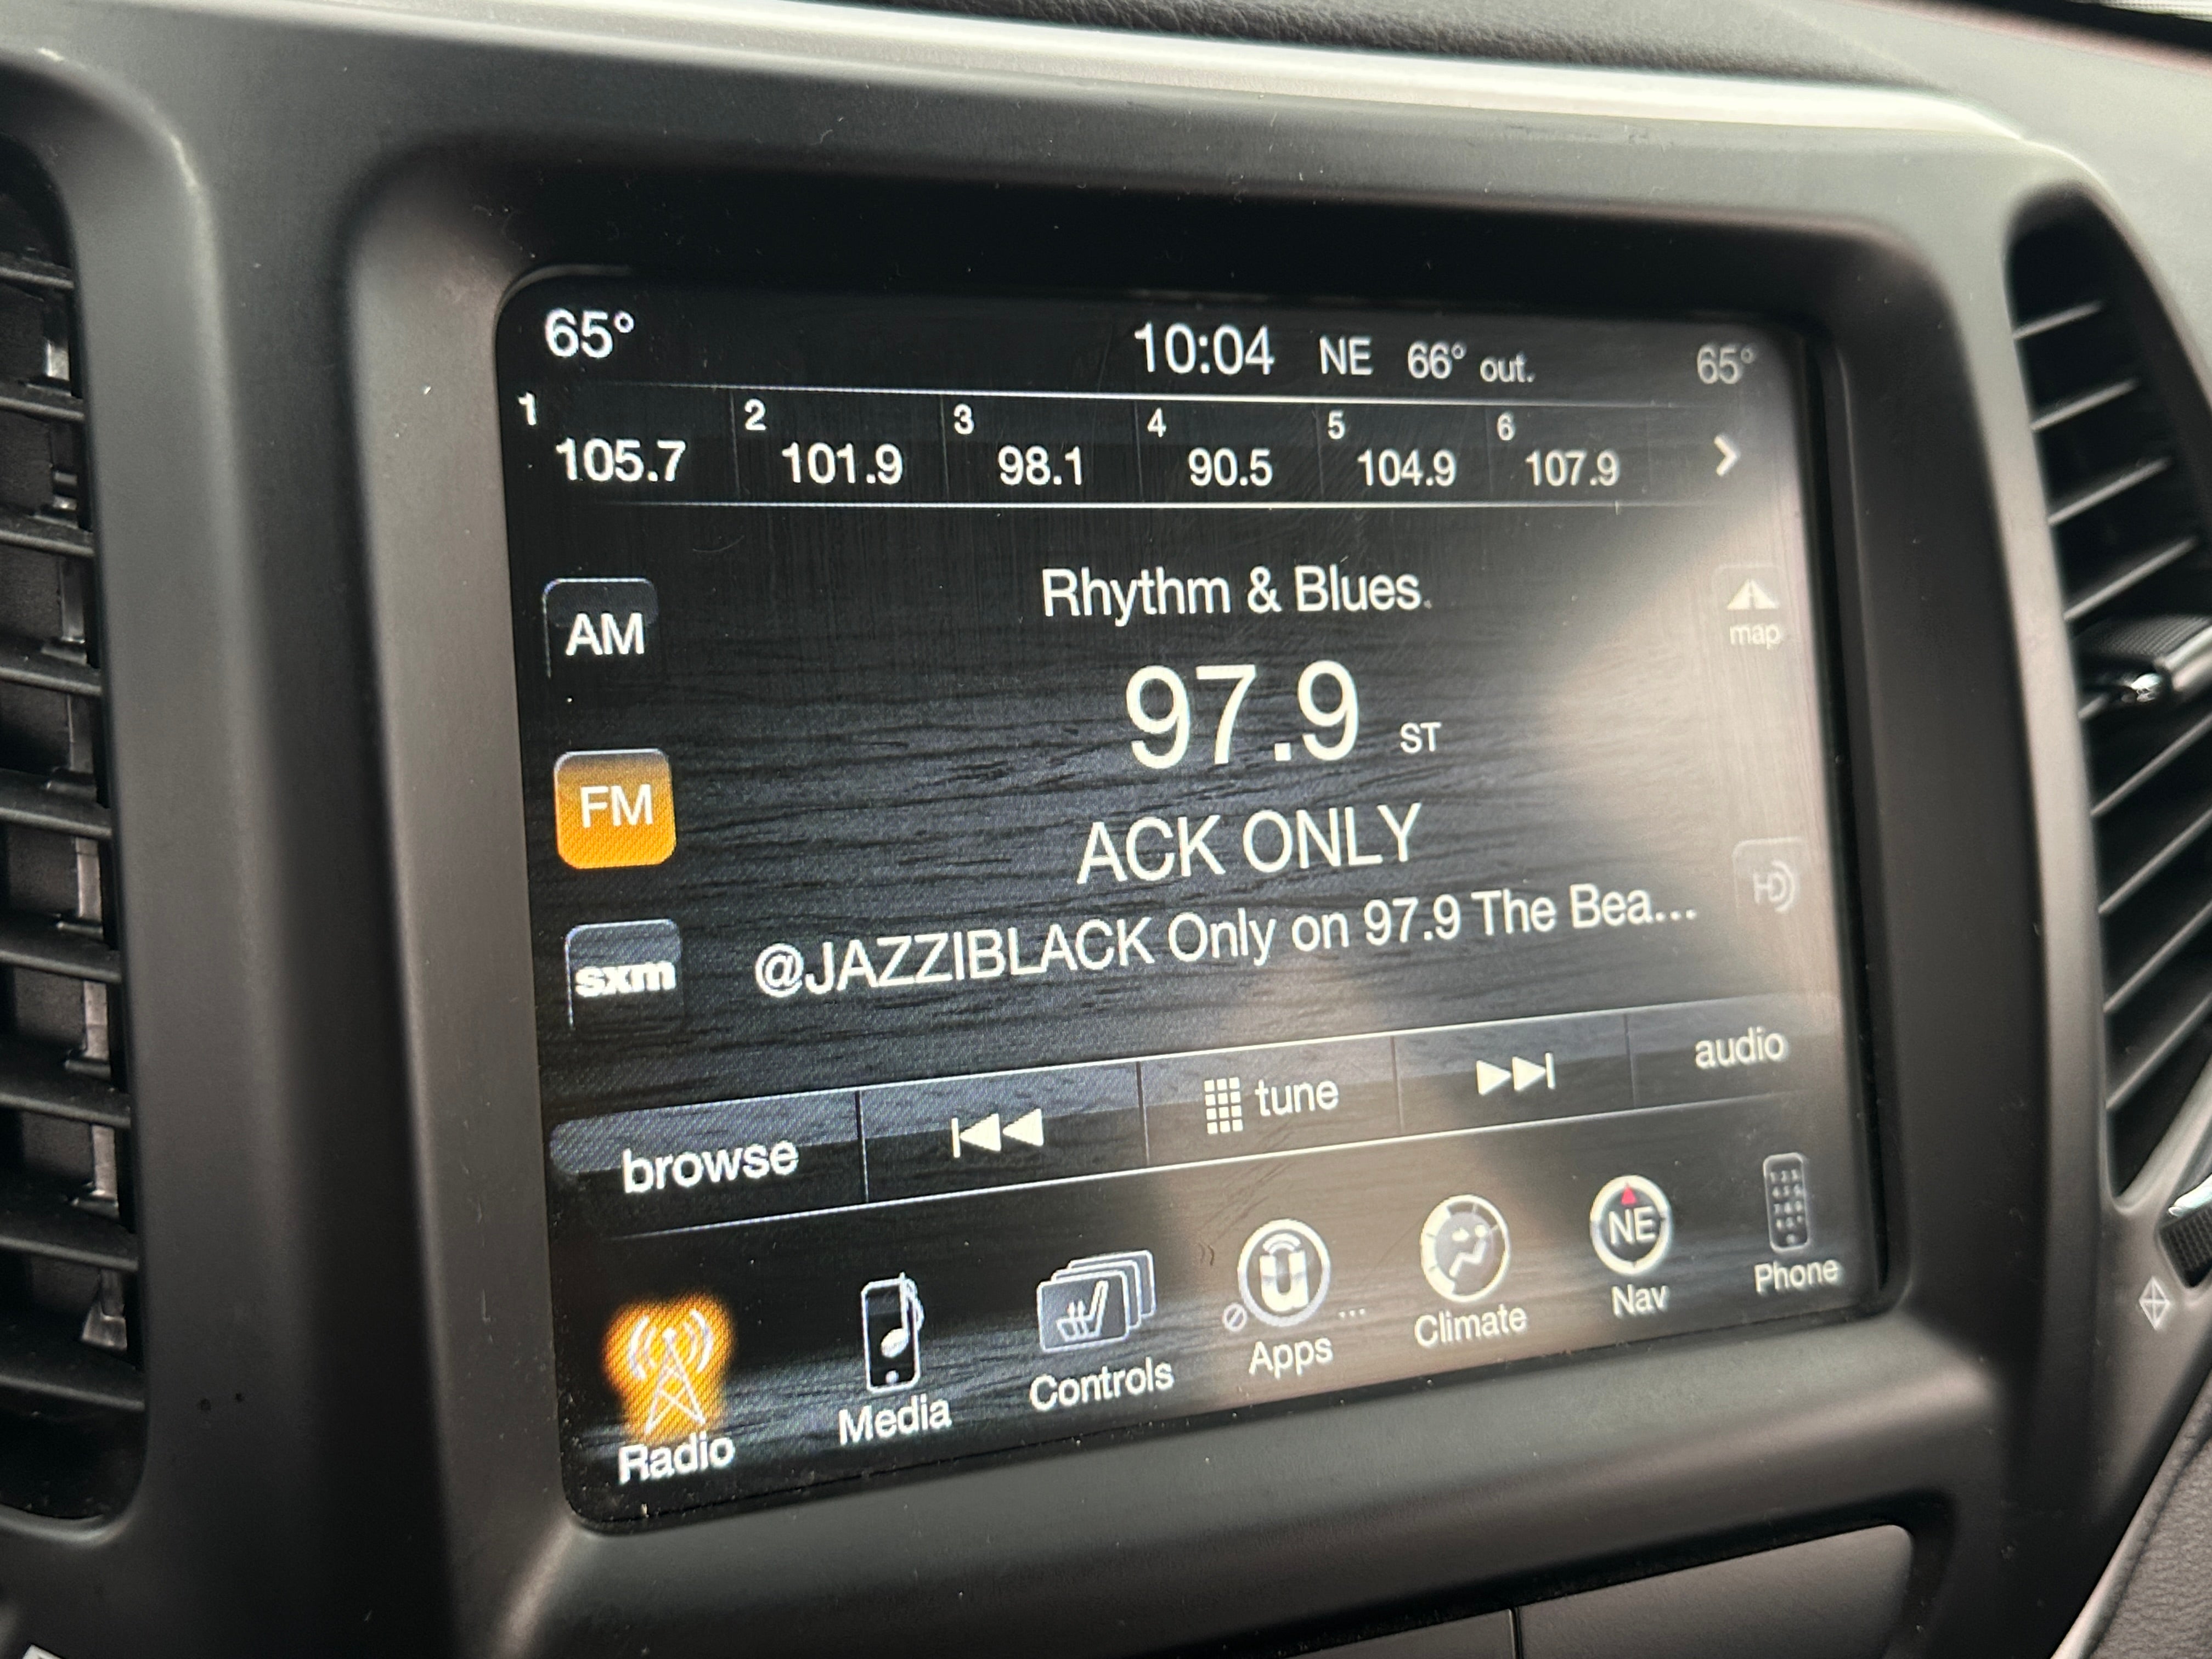 65° 10:04 NE 66° out. 65°
1 2 3 4 5 6
105.7 101.9 98.1 90.5 104.9 107.9
Rhythm & Blues.
map
AM
97.9 ST
FM
ACK ONLY
HD
sxm
@JAZZIBLACK Only on 97.9 The Bea...
browse tune audio
NE
Radio Media Controls Apps ... Climate Nav Phone